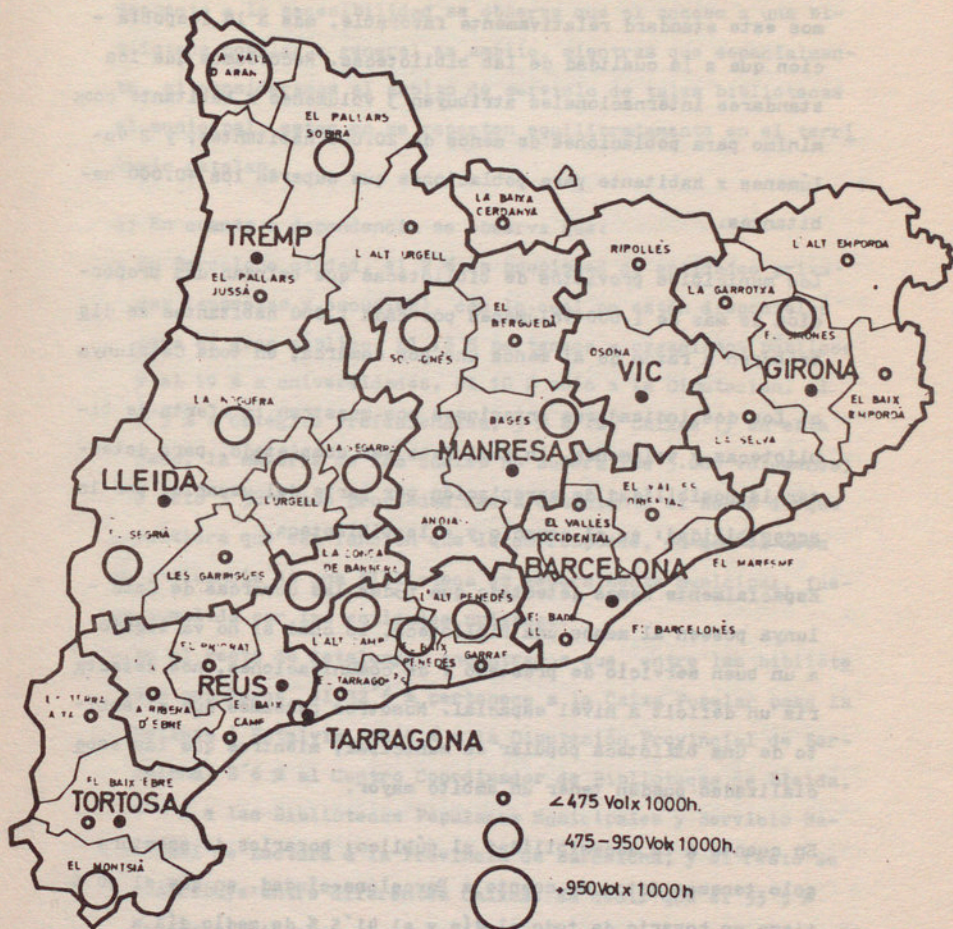 LA VALL
D'ARAN
EL PALLARS
SOBIRÀ
LA BAIXA
CERDANYA
TREMP
L'ALT URGELL
RIPOLLÈS
L'ALT EMPORDA
EL PALLARS
JUSSÀ
LA GARROTXA
EL
BERGUEDÀ
EL GIRONES
SOLSONÈS
OSONA
VIC
GIRONA
EL BAIX
EMPORDÀ
LA NOGUERA
BAGES
LA SEGARRA
MANRESA
LA SELVA
LLEIDA
L'URGELL
EL VALLÈS
ORIENTAL
SEGRIÀ
ANOIA
EL VALLÈS
OCCIDENTAL
LES GARRIGUES
LA CONCA
DE BARBERÀ
EL MARESME
BARCELONA
L'ALT PENEDÈS
EL BAIX
EL BARCELONÈS
L'ALT CAMP
BAIX
PENEDÈS
GARRAF
EL PRIORAT
REUS
EL TARRAGONÈS
LA TERRA
ALTA
LA RIBERA
D'EBRE
EL BAIX
CAMP
TARRAGONA
EL BAIX EBRE
TORTOSA
EL MONTSIÀ
<475 Vol x 1000h.
475-950 Vol x 1000h.
+950 Vol x 1000h